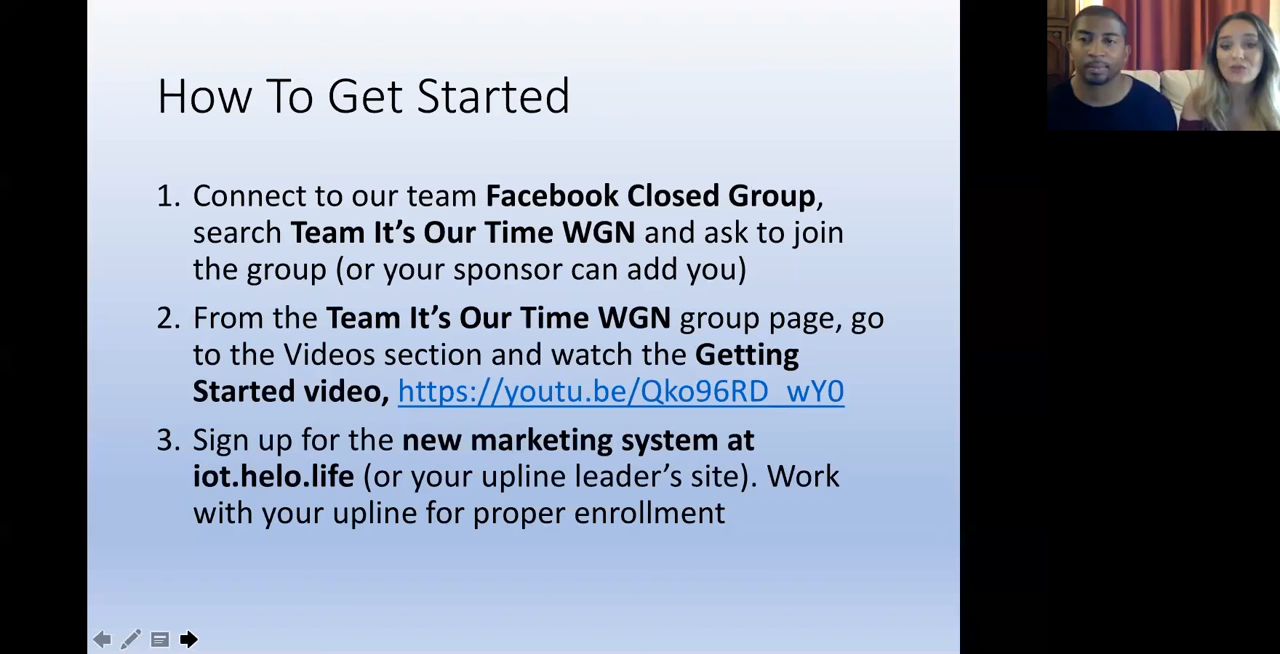 How To Get Started
1. Connect to our team Facebook Closed Group,
search Team It’s Our Time WGN and ask to join
the group (or your sponsor can add you)
2. From the Team It’s Our Time WGN group page, go
to the Videos section and watch the Getting
Started video, https://youtu.be/Qko96RD_wY0
3. Sign up for the new marketing system at
iot.helo.life (or your upline leader’s site). Work
with your upline for proper enrollment